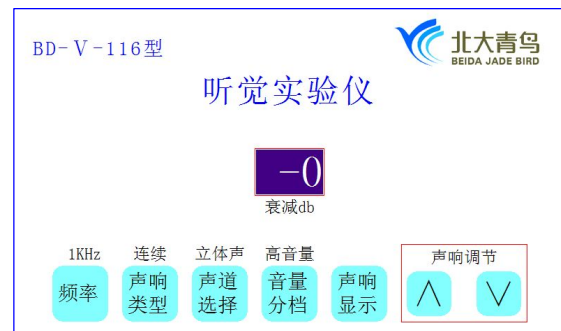 BD-Ⅴ-116型
北大青鸟
BEIDA JADE BIRD
听觉实验仪
-0
衰减db
1KHz 连续 立体声 高音量 声响调节
频率 声响类型 声道选择 音量分档 声响显示 ∧ ∨